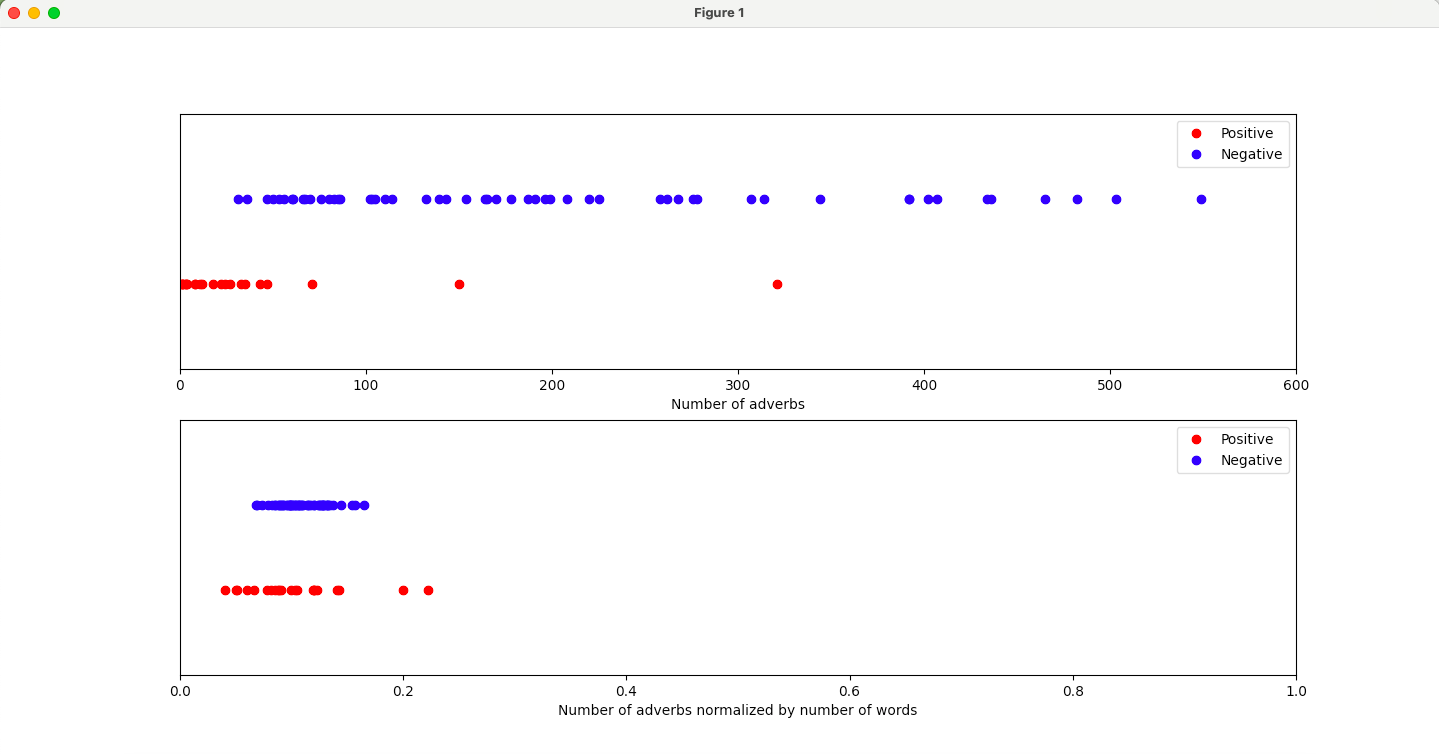 Figure 1
Positive
Negative
0 100 200 300 400 500 600
Number of adverbs
Positive
Negative
0.0 0.2 0.4 0.6 0.8 1.0
Number of adverbs normalized by number of words